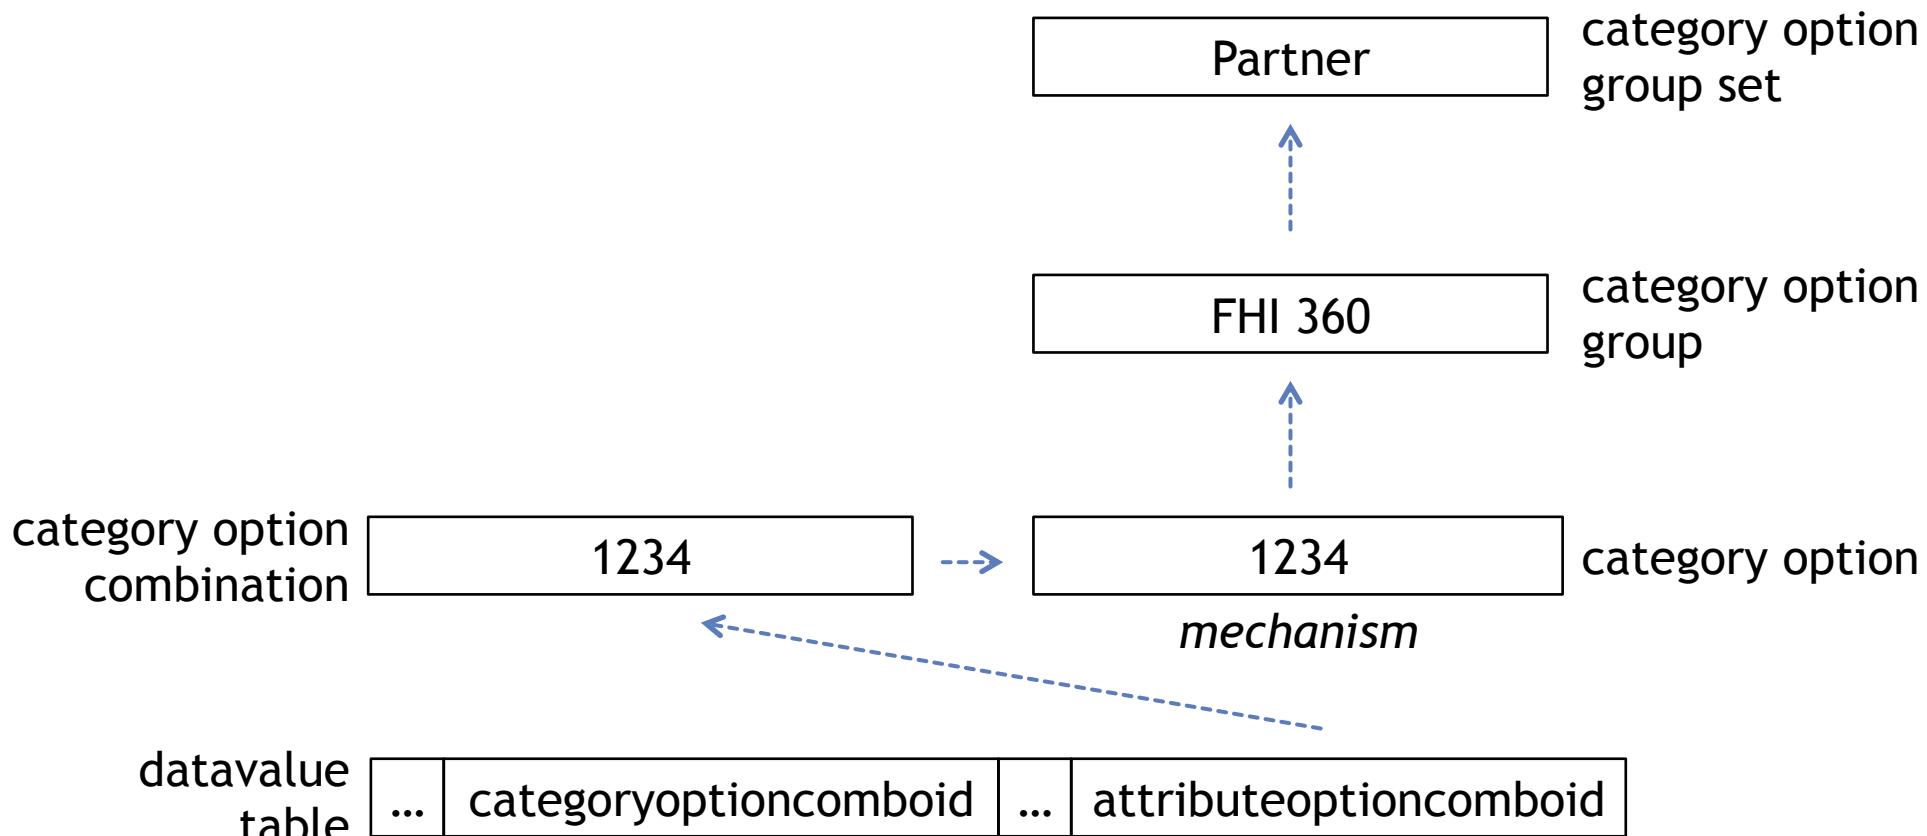 Partner
category option
group set
FHI 360
category option
group
category option
combination
1234
1234
category option
mechanism
datavalue
table
... categoryoptioncomboid ... attributeoptioncomboid